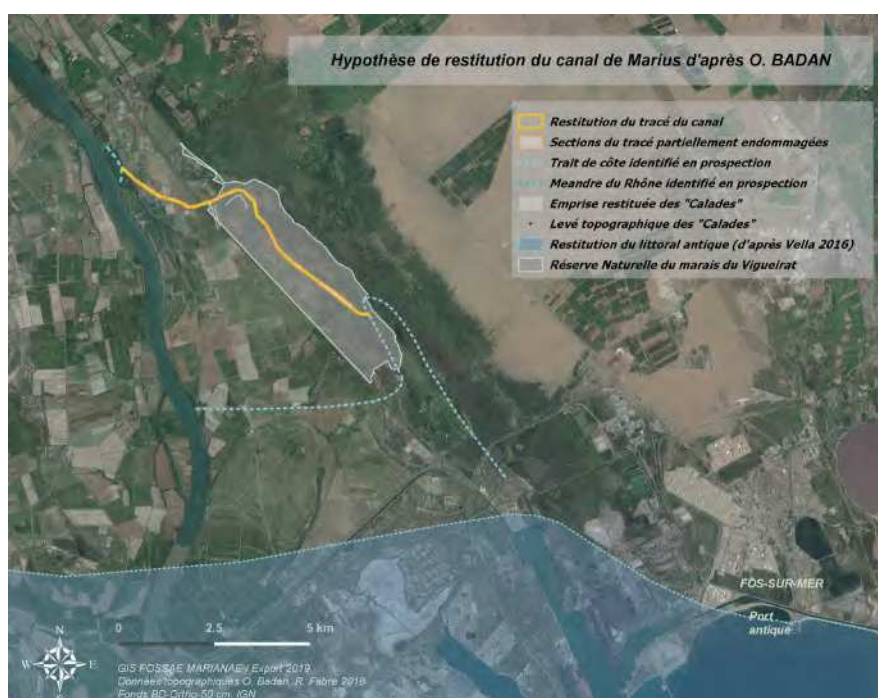 Hypothèse de restitution du canal de Marius d'après O. BADAN
Restitution du tracé du canal
Sections du tracé partiellement endommagées
Trait de côte identifié en prospection
Meandre du Rhône identifié en prospection
Emprise restituée des "Calades"
Levé topographique des "Calades"
Restitution du littoral antique (d'après Vella 2016)
Réserve Naturelle du marais du Vigueirat
FOS-SUR-MER
Port
antique
0 2.5 5 km
N
W E
S
GIS FOSSAE MARIANAE / Export 2019
Données topographiques O. Badan, R. Fabre 2018
Fonds BD-Ortho-50 cm, IGN